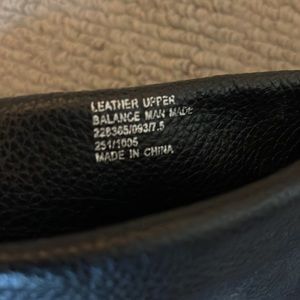 LEATHER UPPER
BALANCE MAN MADE
228305/093/7.5
251/1005
MADE IN CHINA